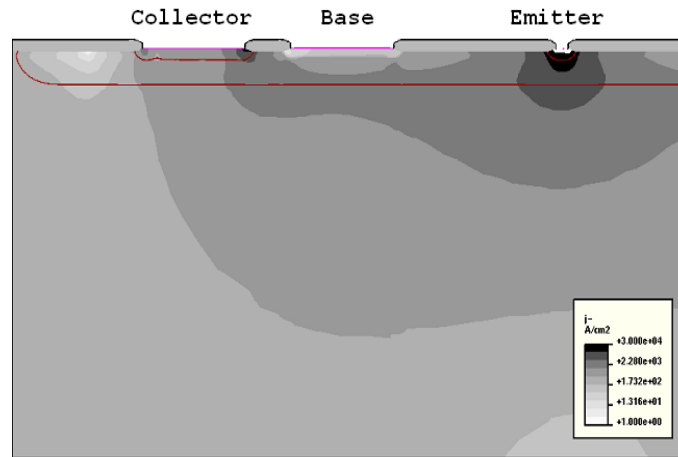 Collector Base Emitter
j-
A/cm2
+3.000e+04
+2.280e+03
+1.732e+02
+1.316e+01
+1.000e+00